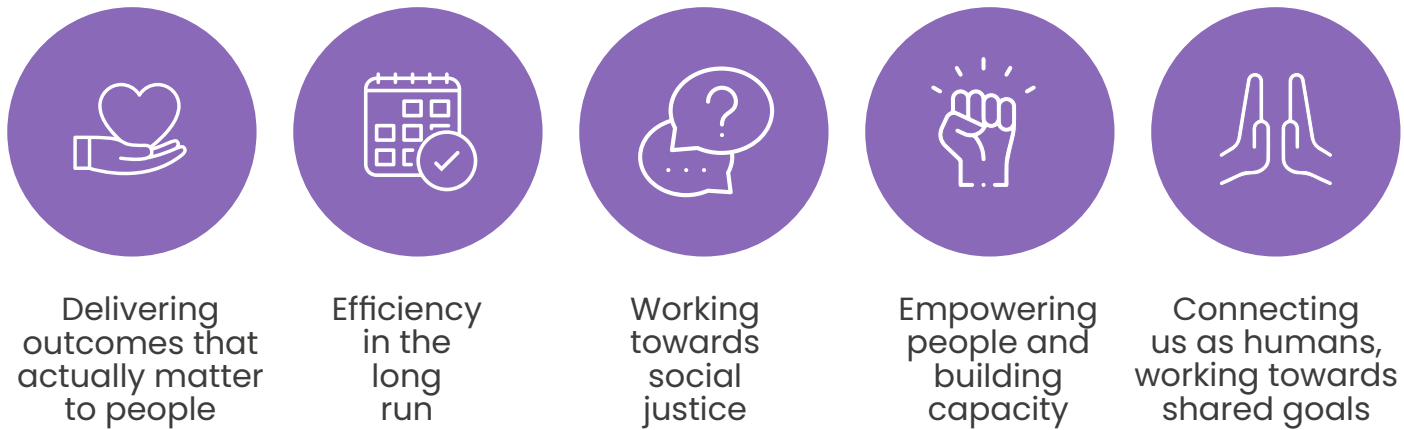 Delivering
outcomes that
actually matter
to people
Efficiency
in the
long
run
Working
towards
social
justice
Empowering
people and
building
capacity
Connecting
us as humans,
working towards
shared goals